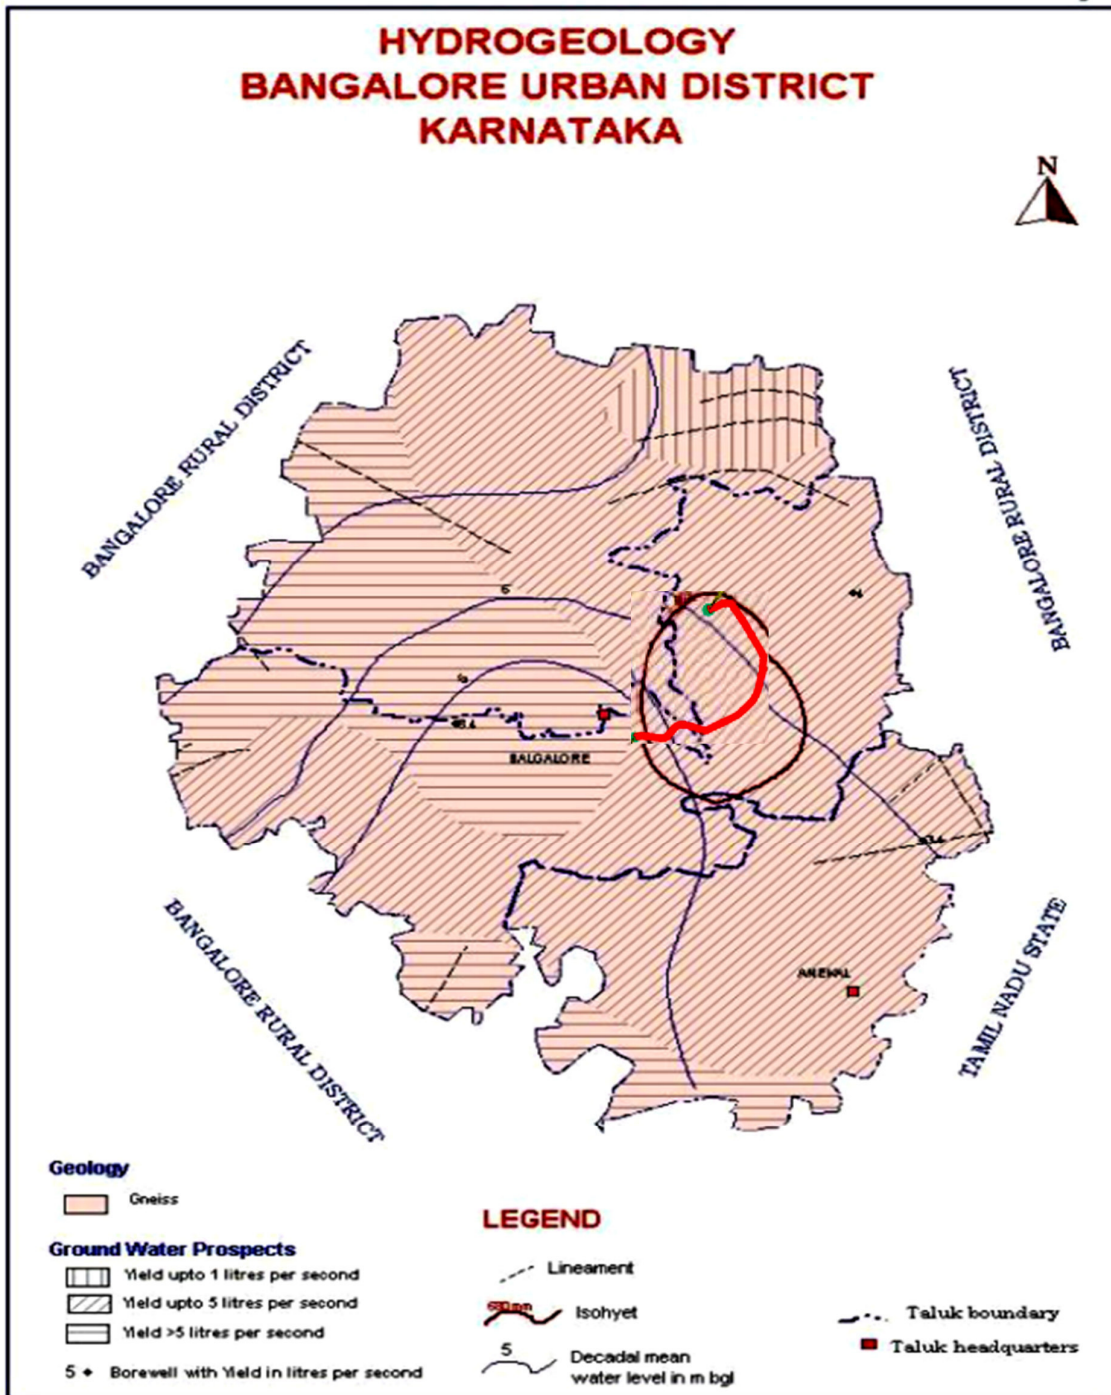 HYDROGEOLOGY
BANGALORE URBAN DISTRICT
KARNATAKA
N
BANGALORE RURAL DISTRICT
BANGALORE RURAL DISTRICT
BALGALORE
ANEKAL
BANGALORE RURAL DISTRICT
TAMIL NADU STATE
Geology
Gneiss
LEGEND
Ground Water Prospects
Yield upto 1 litres per second
Yield upto 5 litres per second
Yield >5 litres per second
5 Borewell with Yield in litres per second
Lineament
Isohyet
5
Decadal mean
water level in m bgl
Taluk boundary
Taluk headquarters